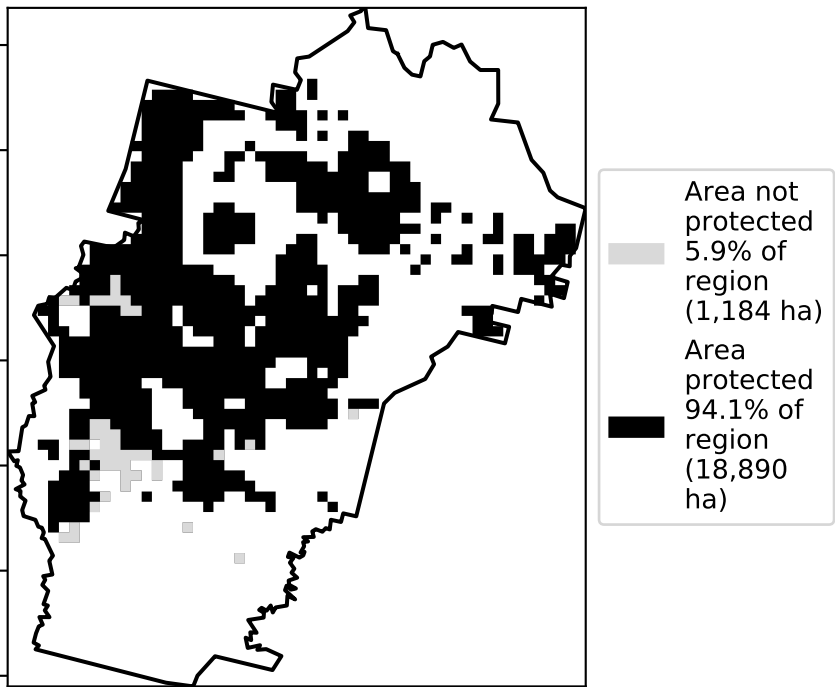 Area not
protected
5.9% of
region
(1,184 ha)
Area
protected
94.1% of
region
(18,890
ha)